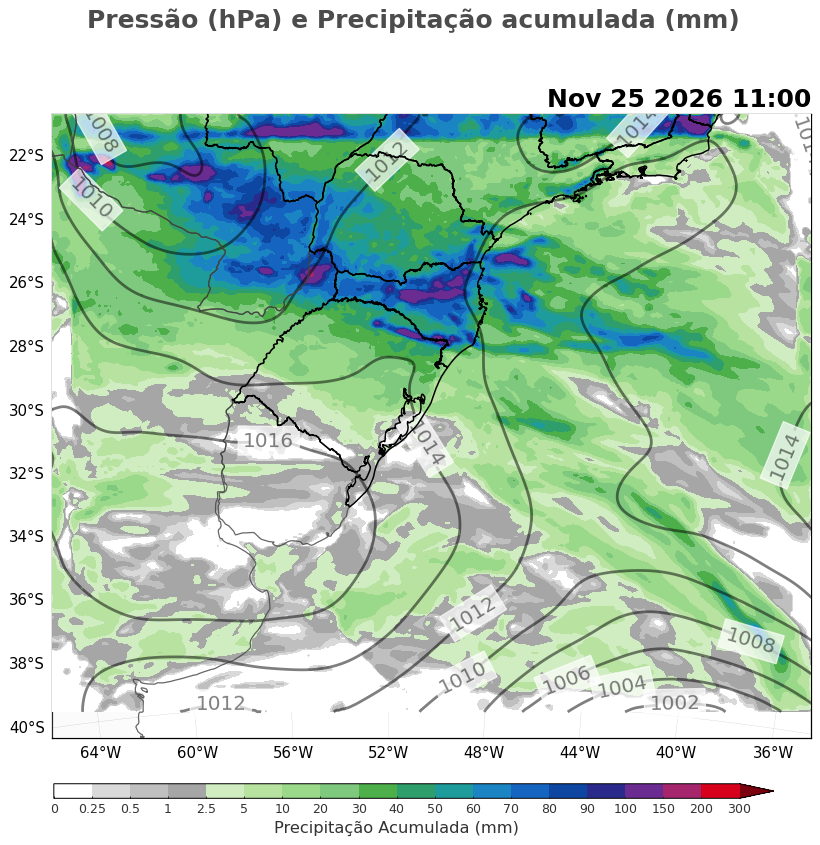 Pressão (hPa) e Precipitação acumulada (mm)
Nov 25 2026 11:00
1008
1012
1014
22°S
1010
24°S
26°S
28°S
30°S
1016
1014
1014
32°S
34°S
36°S
1012
1008
38°S
1010
1006
1004
1012
1002
40°S
64°W 60°W 56°W 52°W 48°W 44°W 40°W 36°W
0 0.25 0.5 1 2.5 5 10 20 30 40 50 60 70 80 90 100 150 200 300
Precipitação Acumulada (mm)